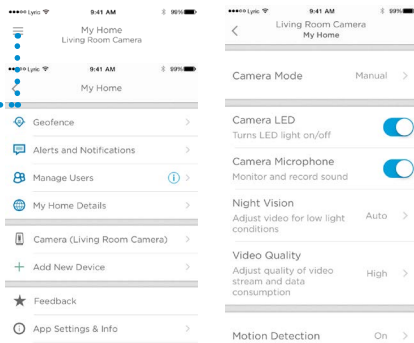 Lyric 9:41 AM 99%
My Home
Living Room Camera
Lyric 9:41 AM 99%
My Home
Geofence
Alerts and Notifications
Manage Users
My Home Details
Camera (Living Room Camera)
Add New Device
Feedback
App Settings & Info
Lyric 9:41 AM 99%
Living Room Camera
My Home
Camera Mode Manual
Camera LED
Turns LED light on/off
Camera Microphone
Monitor and record sound
Night Vision
Adjust video for low light Auto
conditions
Video Quality
Adjust quality of video
stream and data High
consumption
Motion Detection On